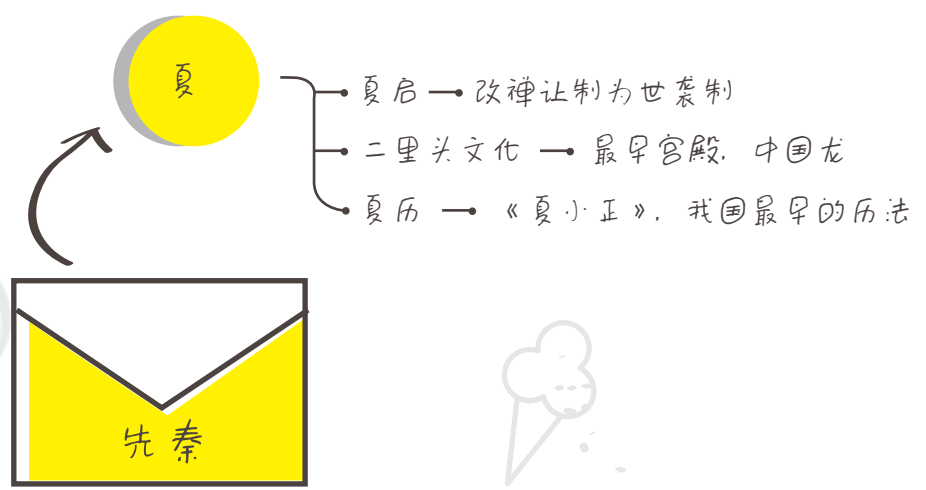 夏
夏启 改禅让制为世袭制
二里头文化 最早宫殿，中国龙
夏历 《夏小正》，我国最早的历法
先秦